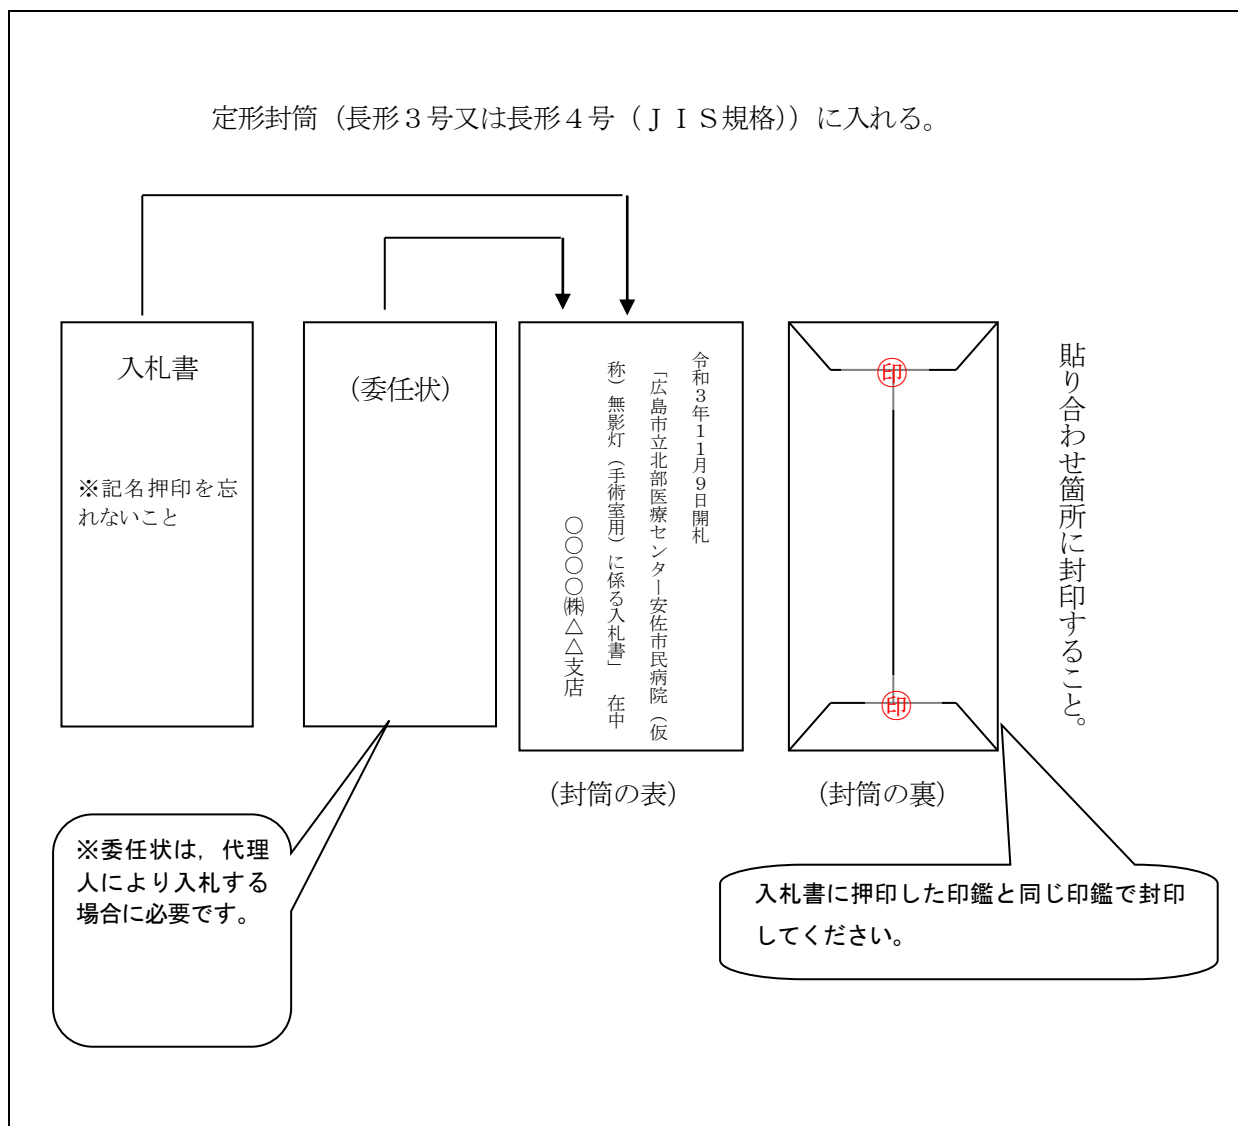 定形封筒（長形３号又は長形４号（ＪＩＳ規格））に入れる。
入札書
※記名押印を忘
れないこと
（委任状）
令和３年１１月９日開札
「広島市立北部医療センター安佐市民病院（仮
称）無影灯（手術室用）に係る入札書」　在中
〇〇〇〇㈱△△支店
印
印
貼り合わせ箇所に封印すること。
（封筒の表）
（封筒の裏）
※委任状は，代理
人により入札する
場合に必要です。
入札書に押印した印鑑と同じ印鑑で封印
してください。